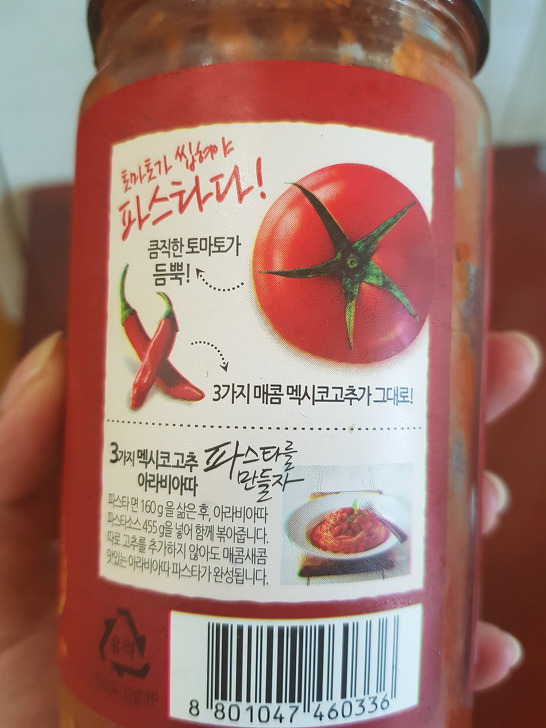 토마토가 씹혀야
파스타다!
큼직한 토마토가
듬뿍!
3가지 매콤 멕시코고추가 그대로!
3가지 멕시코 고추
아라비아따
파스타를
만들자
파스타 면 160g을 삶은 후, 아라비아따
파스타소스 455g을 넣어 함께 볶아줍니다.
따로 고추를 추가하지 않아도 매콤새콤
맛있는 아라비아따 파스타가 완성됩니다.
유리
8 801047 460336